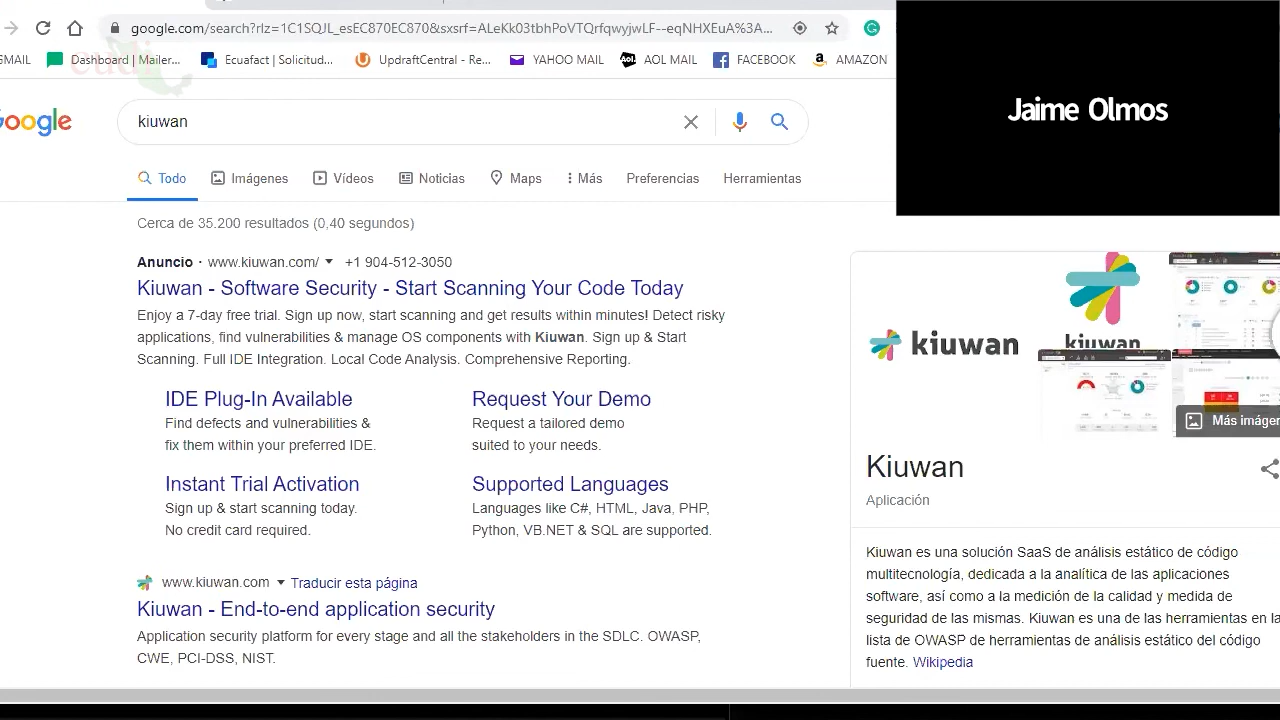 google.com/search?rlz=1C1SQJL_esEC870EC870&sxsrf=ALeKk03tbhPoVTQrfqwyjwLF--eqNHXEuA%3A...
GMAIL Dashboard | Mailer... Ecuafact | Solicitud... UpdraftCentral - Re... YAHOO MAIL Aol. AOL MAIL FACEBOOK AMAZON
Jaime Olmos
Google
kiuwan
Todo Imágenes Vídeos Noticias Maps Más Preferencias Herramientas
Cerca de 35.200 resultados (0,40 segundos)
Anuncio · www.kiuwan.com/ +1 904-512-3050
Kiuwan - Software Security - Start Scanning Your Code Today
Enjoy a 7-day free trial. Sign up now, start scanning and get results within minutes! Detect risky
applications, find vulnerabilities & manage OS components with Kiuwan. Sign up & Start
Scanning. Full IDE Integration. Local Code Analysis. Comprehensive Reporting.
IDE Plug-In Available
Find defects and vulnerabilities &
fix them within your preferred IDE.
Request Your Demo
Request a tailored demo
suited to your needs.
Instant Trial Activation
Sign up & start scanning today.
No credit card required.
Supported Languages
Languages like C#, HTML, Java, PHP,
Python, VB.NET & SQL are supported.
www.kiuwan.com Traducir esta página
Kiuwan - End-to-end application security
Application security platform for every stage and all the stakeholders in the SDLC. OWASP,
CWE, PCI-DSS, NIST.
kiuwan
kiuwan
Más imágen
Kiuwan
Aplicación
Kiuwan es una solución SaaS de análisis estático de código
multitecnología, dedicada a la analítica de las aplicaciones
software, así como a la medición de la calidad y medida de
seguridad de las mismas. Kiuwan es una de las herramientas en la
lista de OWASP de herramientas de análisis estático del código
fuente. Wikipedia